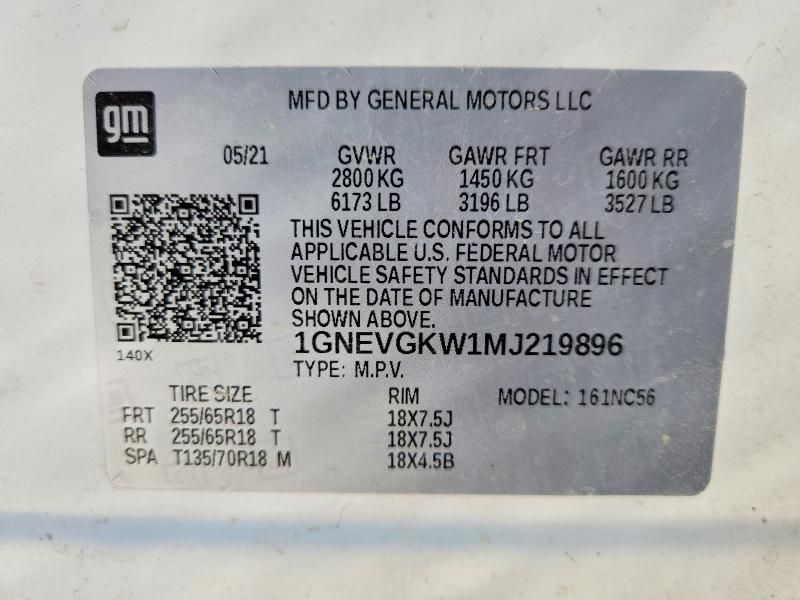 gm
MFD BY GENERAL MOTORS LLC
05/21 GVWR GAWR FRT GAWR RR
2800 KG 1450 KG 1600 KG
6173 LB 3196 LB 3527 LB
THIS VEHICLE CONFORMS TO ALL
APPLICABLE U.S. FEDERAL MOTOR
VEHICLE SAFETY STANDARDS IN EFFECT
ON THE DATE OF MANUFACTURE
SHOWN ABOVE.
1GNEVGKW1MJ219896
140X
TYPE: M.P.V.
TIRE SIZE RIM MODEL: 161NC56
FRT 255/65R18 T 18X7.5J
RR 255/65R18 T 18X7.5J
SPA T135/70R18 M 18X4.5B